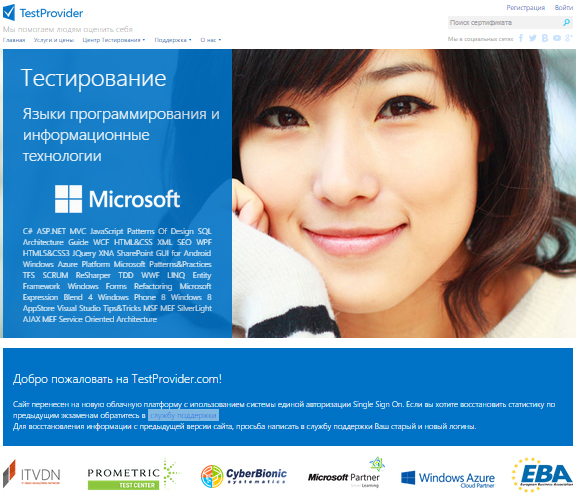 TestProvider
Регистрация Войти
Мы помогаем людям оценить себя
Поиск сертификата
Главная Услуги и цены Центр Тестирования Поддержка О нас
Мы в социальных сетях
Тестирование
Языки программирования и
информационные
технологии
Microsoft
C# ASP.NET MVC JavaScript Patterns Of Design SQL
Architecture Guide WCF HTML&CSS XML SEO WPF
HTML5&CSS3 JQuery XNA SharePoint GUI for Android
Windows Azure Platform Microsoft Patterns&Practices
TFS SCRUM ReSharper TDD WWF LINQ Entity
Framework Windows Forms Refactoring Microsoft
Expression Blend 4 Windows Phone 8 Windows 8
AppStore Visual Studio Tips&Tricks MSF MEF SilverLight
AJAX MEF Service Oriented Architecture
Добро пожаловать на TestProvider.com!
Сайт перенесен на новую облачную платформу с ипользованием системы единой авторизации Single Sign On. Если вы хотите восстановить статистику по
предыдущим экзаменам обратитесь в службу поддержки
Для восстановления информации с предыдущей версии сайта, просьба написать в службу поддержки Ваш старый и новый логины.
ITVDN
PROMETRIC
TEST CENTER
CyberBionic
systematics
Microsoft Partner
Windows Azure
Cloud Partner
EBA
European Business Association